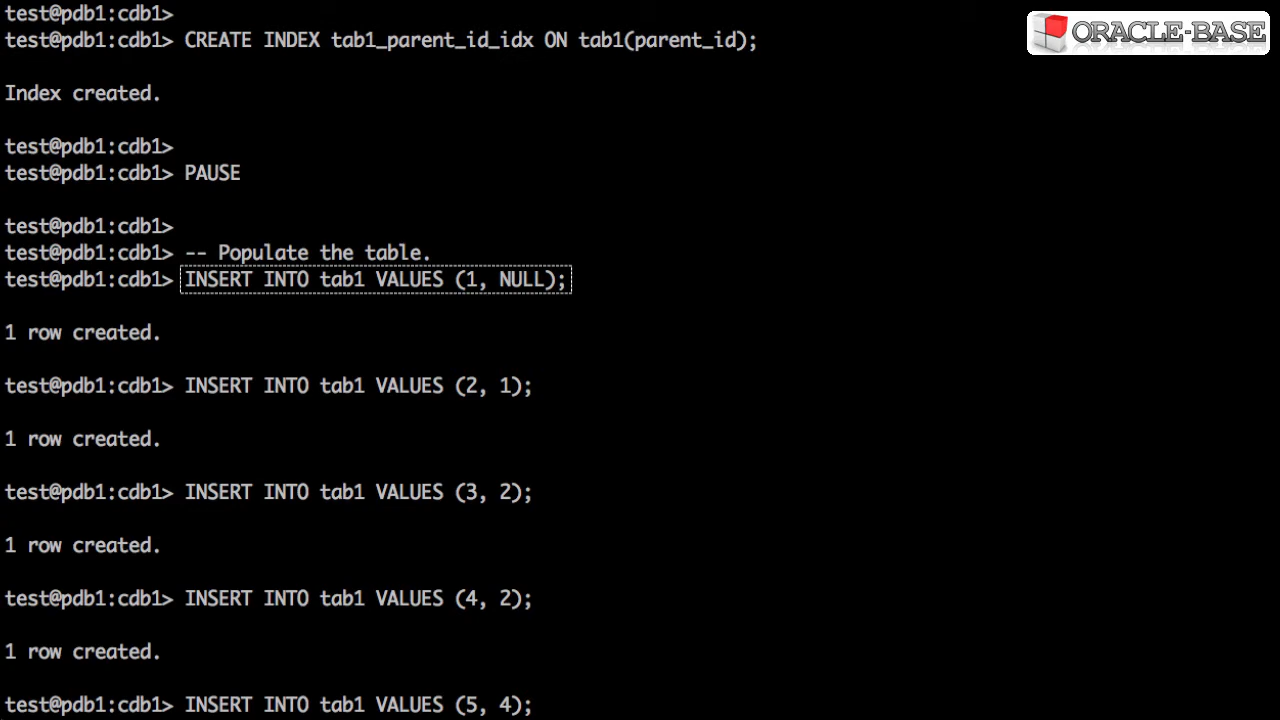 test@pdb1:cdb1>
test@pdb1:cdb1> CREATE INDEX tab1_parent_id_idx ON tab1(parent_id);
ORACLE-BASE
Index created.
test@pdb1:cdb1>
test@pdb1:cdb1> PAUSE
test@pdb1:cdb1>
test@pdb1:cdb1> -- Populate the table.
test@pdb1:cdb1> INSERT INTO tab1 VALUES (1, NULL);
1 row created.
test@pdb1:cdb1> INSERT INTO tab1 VALUES (2, 1);
1 row created.
test@pdb1:cdb1> INSERT INTO tab1 VALUES (3, 2);
1 row created.
test@pdb1:cdb1> INSERT INTO tab1 VALUES (4, 2);
1 row created.
test@pdb1:cdb1> INSERT INTO tab1 VALUES (5, 4);